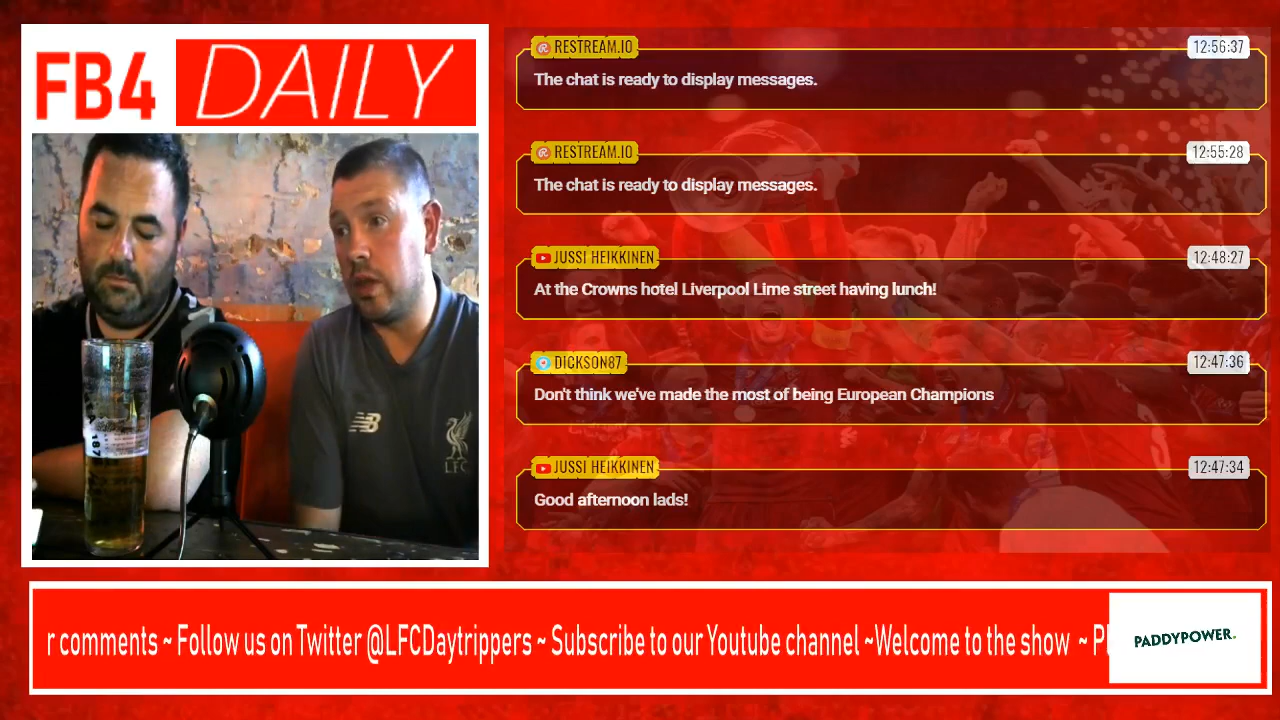 FB4 DAILY
RESTREAM.IO 12:56:37
The chat is ready to display messages.
RESTREAM.IO 12:55:28
The chat is ready to display messages.
JUSSI HEIKKINEN 12:48:27
At the Crowns hotel Liverpool Lime street having lunch!
DICKSON87 12:47:36
Don't think we've made the most of being European Champions
JUSSI HEIKKINEN 12:47:34
Good afternoon lads!
187
LFC
r comments ~ Follow us on Twitter @LFCDaytrippers ~ Subscribe to our Youtube channel ~Welcome to the show ~ Pl
PADDYPOWER.